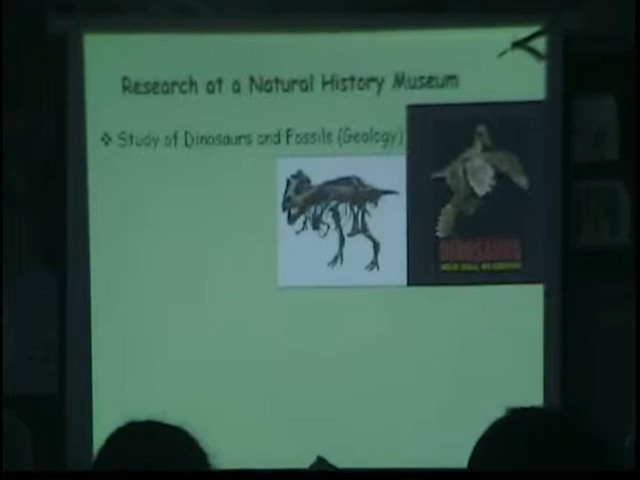 Research at a Natural History Museum
❖ Study of Dinosaurs and Fossils (Geology)
DINOSAURS